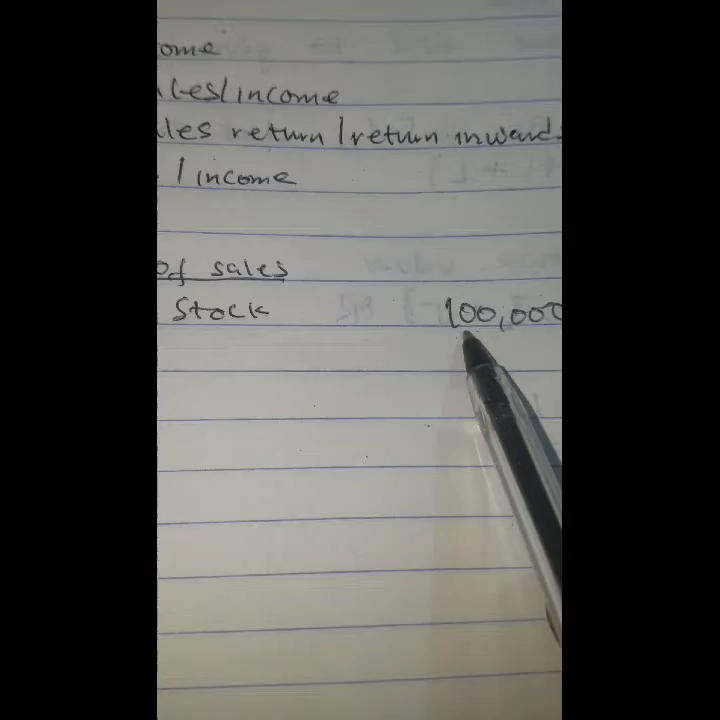 ome
les/income
les return/return inward
/income
of sales
Stock 100,000